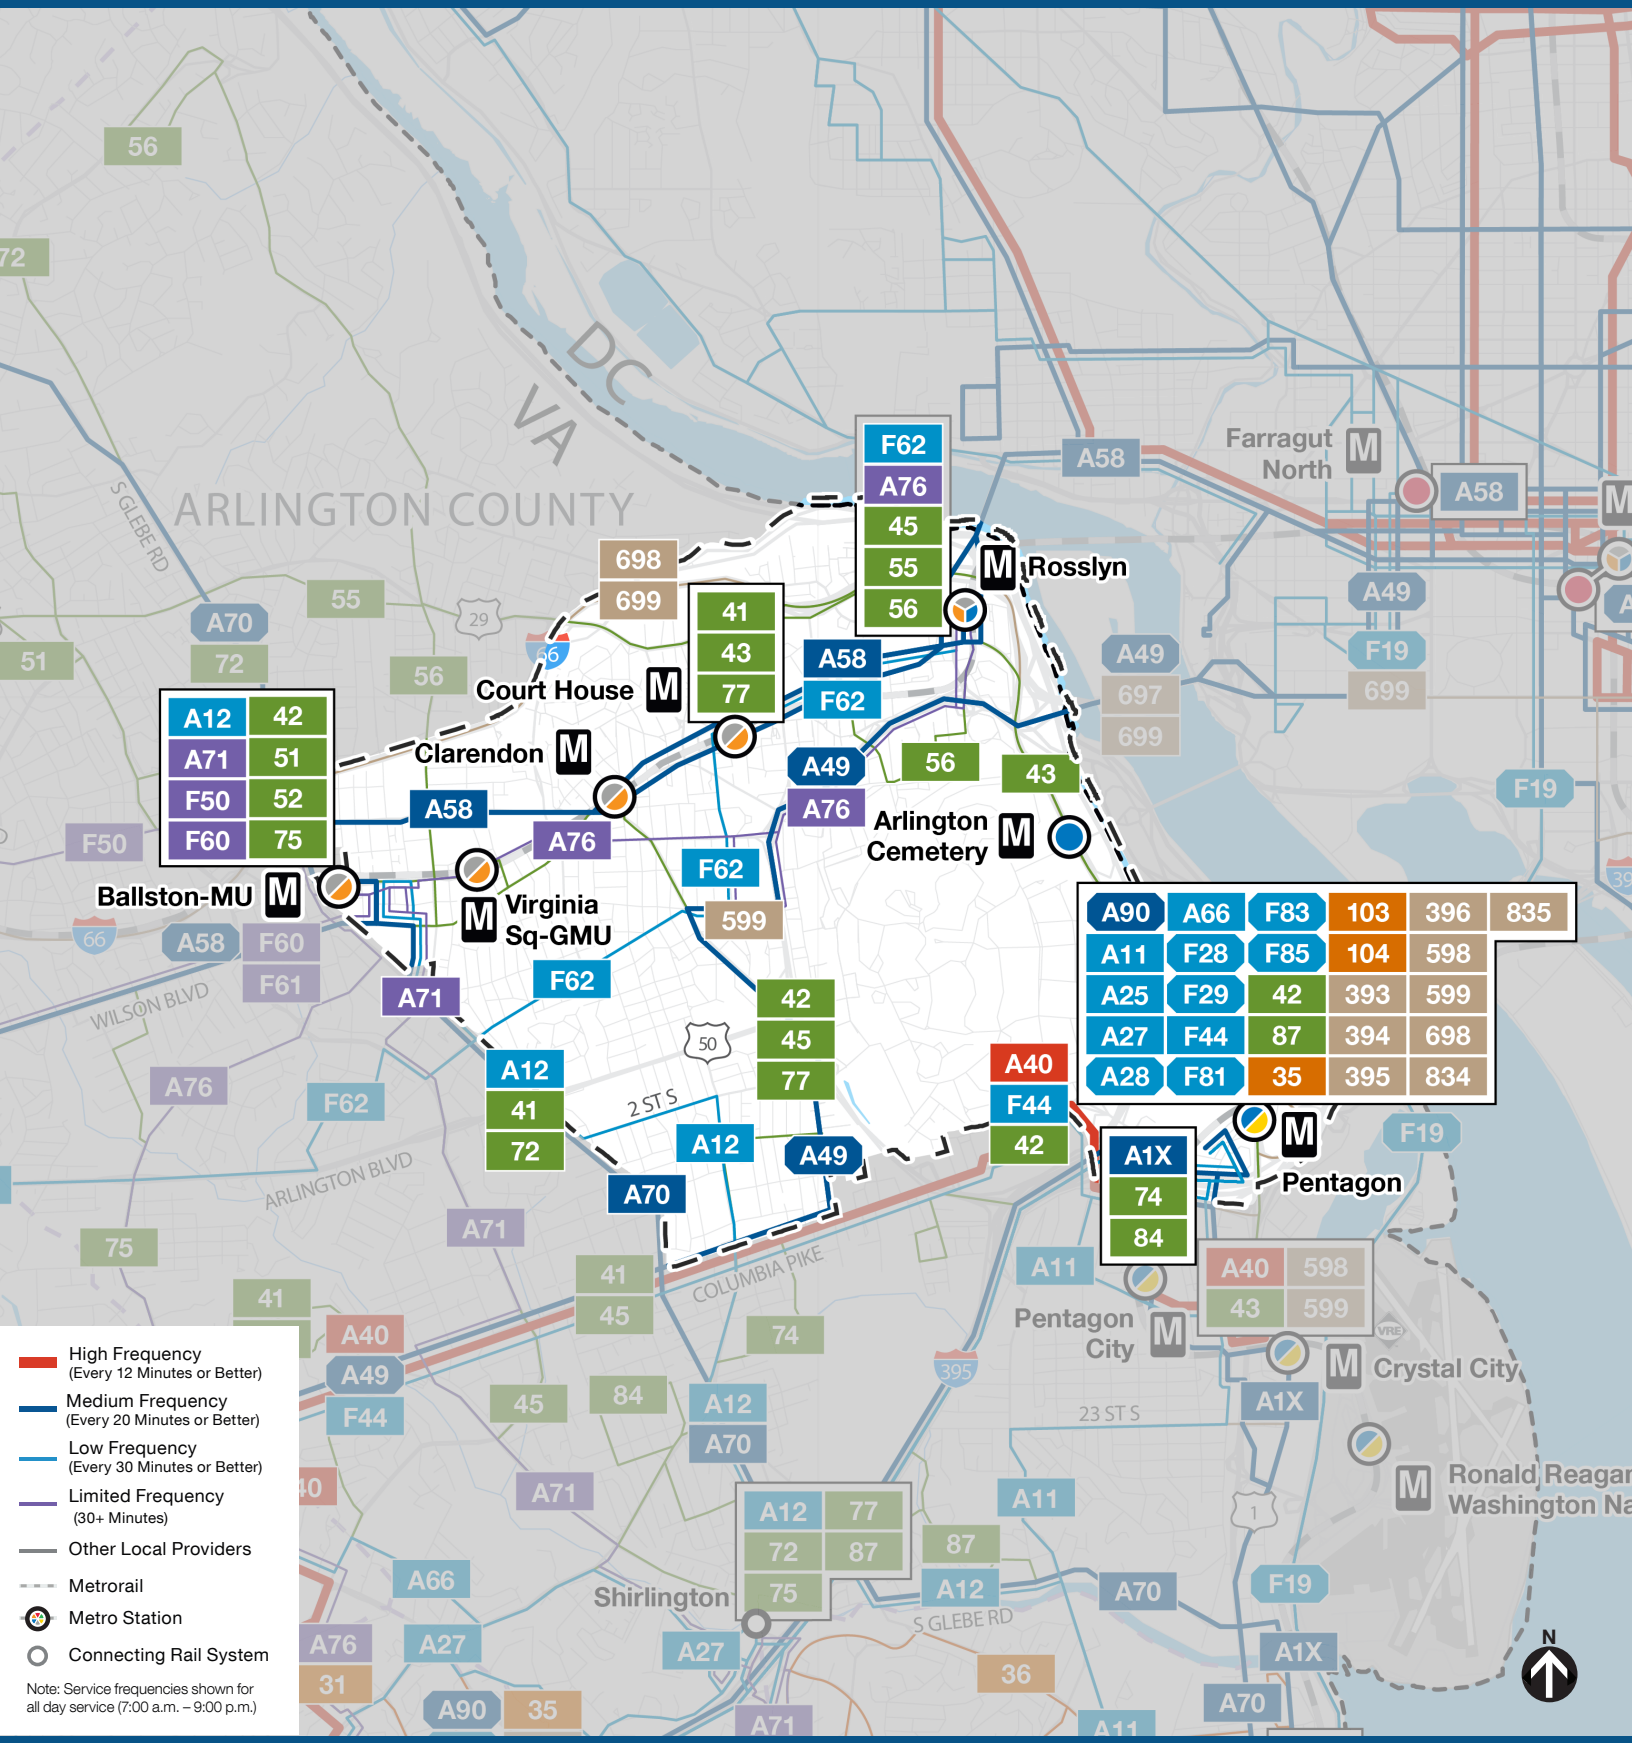 56
72
DC
VA
S GLEBE RD
ARLINGTON COUNTY
Farragut
North
M
A58
A58
M
F62
A76
45
55
56
M
Rosslyn
698
699
41
43
77
55
29
66
A70
72
51
56
Court House
M
A58
F62
A49
F19
699
A49
697
699
A12
42
A71
51
F50
52
F60
75
Clarendon
M
A58
A76
A49
A76
56
43
F19
Arlington
Cemetery
M
F50
F62
599
Ballston-MU
M
Virginia
Sq-GMU
M
66
A58
F60
F61
WILSON BLVD
A71
F62
A90
A66
F83
103
396
835
A11
F28
F85
104
598
A25
F29
42
393
599
A27
F44
87
394
698
A28
F81
35
395
834
42
45
77
50
A40
F44
42
A12
41
72
2 ST S
A12
A49
A70
A76
F62
ARLINGTON BLVD
A71
75
A1X
74
84
M
Pentagon
F19
A11
Pentagon
City
M
A40
598
43
599
VRE
M
Crystal City
COLUMBIA PIKE
41
45
74
41
A40
A49
F44
45
84
A12
A70
395
23 ST S
A1X
M
Ronald Reagan
Washington Na
1
A71
A11
A12
77
72
87
75
Shirlington
87
A12
A70
F19
S GLEBE RD
A66
A76
31
A27
A27
36
A1X
A70
A90
35
A71
A11
High Frequency
(Every 12 Minutes or Better)
Medium Frequency
(Every 20 Minutes or Better)
Low Frequency
(Every 30 Minutes or Better)
Limited Frequency
(30+ Minutes)
Other Local Providers
Metrorail
Metro Station
Connecting Rail System
Note: Service frequencies shown for
all day service (7:00 a.m. – 9:00 p.m.)
N